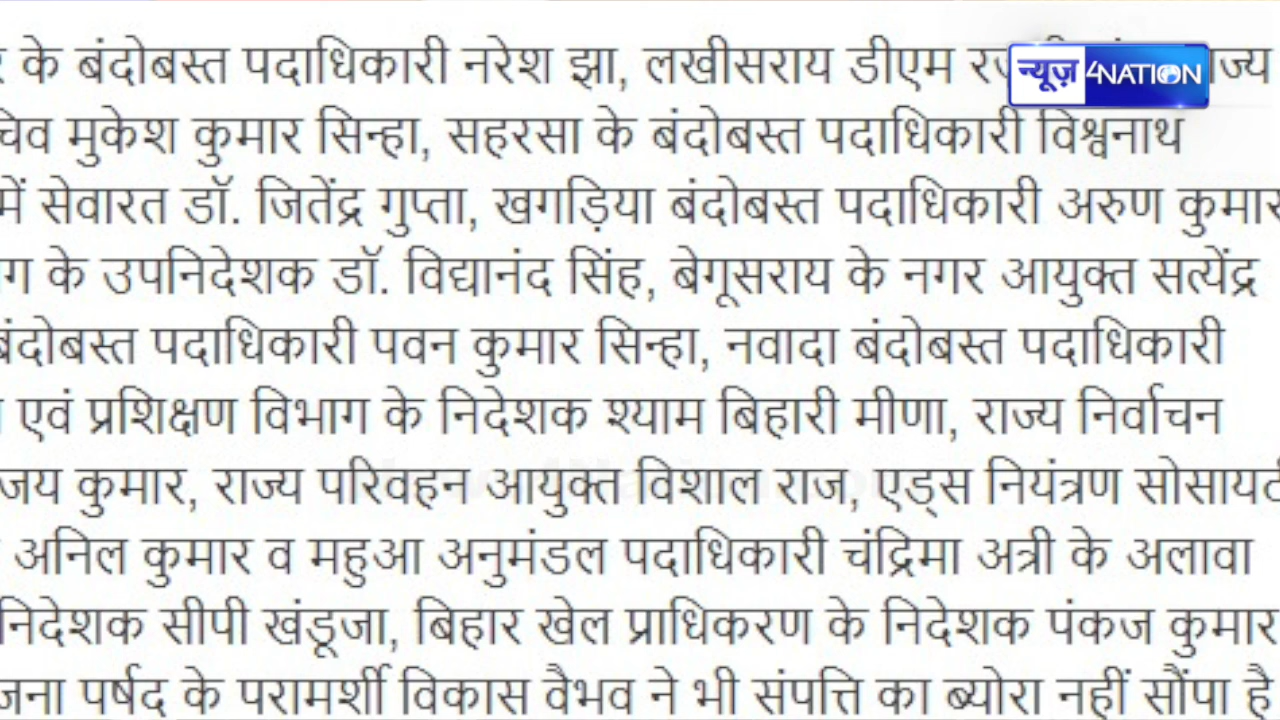 के बंदोबस्त पदाधिकारी नरेश झा, लखीसराय डीएम
न्यूज़ 4NATION
मुकेश कुमार सिन्हा, सहरसा के बंदोबस्त पदाधिकारी विश्वनाथ
में सेवारत डॉ. जितेंद्र गुप्ता, खगड़िया बंदोबस्त पदाधिकारी अरुण कुमार
के उपनिदेशक डॉ. विद्यानंद सिंह, बेगूसराय के नगर आयुक्त सत्येंद्र
बंदोबस्त पदाधिकारी पवन कुमार सिन्हा, नवादा बंदोबस्त पदाधिकारी
एवं प्रशिक्षण विभाग के निदेशक श्याम बिहारी मीणा, राज्य निर्वाचन
कुमार, राज्य परिवहन आयुक्त विशाल राज, एड्स नियंत्रण सोसायटी
अनिल कुमार व महुआ अनुमंडल पदाधिकारी चंद्रिमा अत्री के अलावा
निदेशक सीपी खंडूजा, बिहार खेल प्राधिकरण के निदेशक पंकज कुमार
पर्षद के परामर्शी विकास वैभव ने भी संपत्ति का ब्योरा नहीं सौंपा है